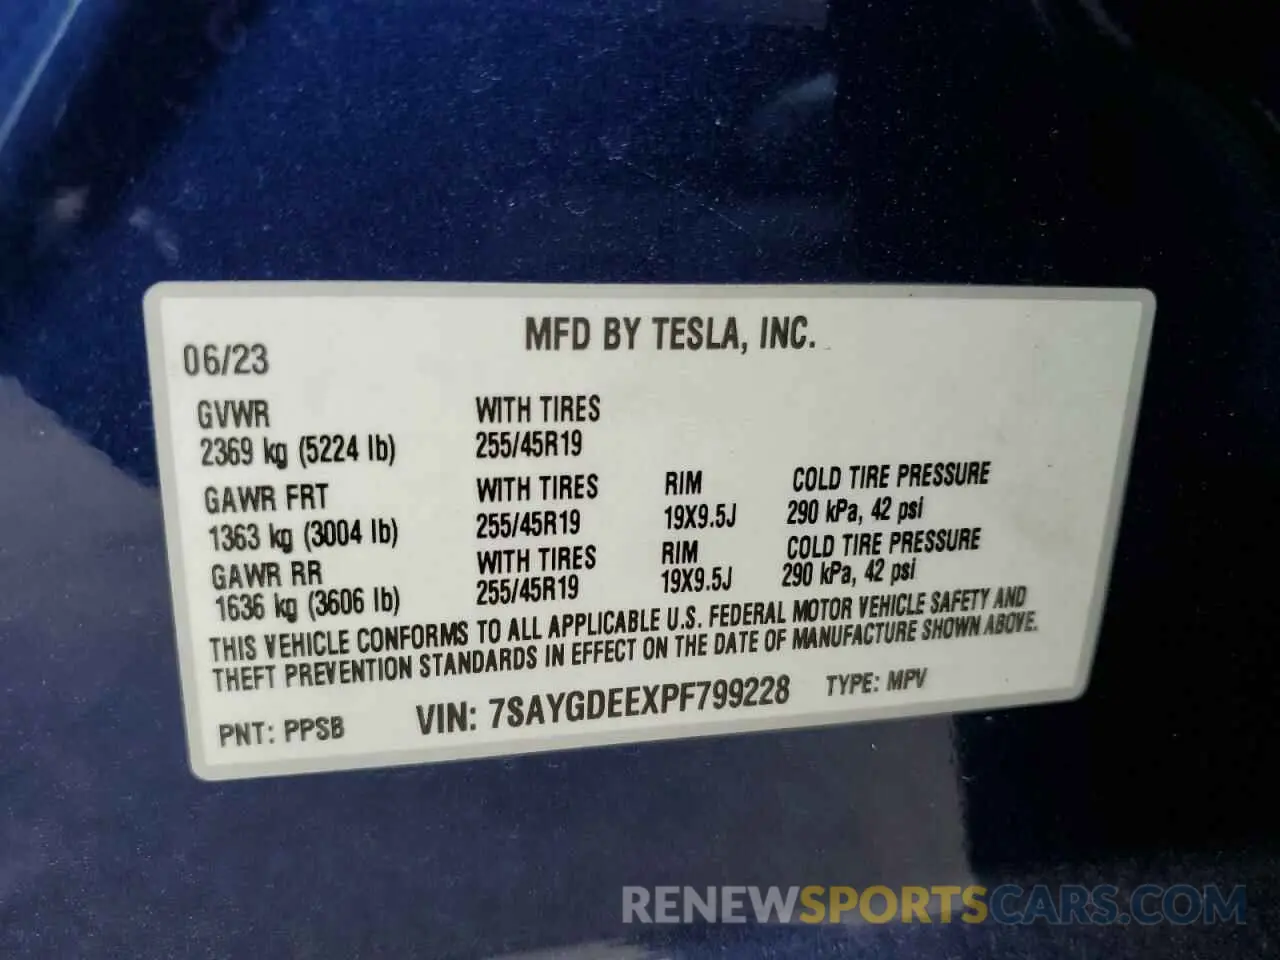 MFD BY TESLA, INC.
06/23
GVWR WITH TIRES
2369 kg (5224 lb) 255/45R19
GAWR FRT WITH TIRES RIM COLD TIRE PRESSURE
1363 kg (3004 lb) 255/45R19 19X9.5J 290 kPa, 42 psi
GAWR RR WITH TIRES RIM COLD TIRE PRESSURE
1636 kg (3606 lb) 255/45R19 19X9.5J 290 kPa, 42 psi
THIS VEHICLE CONFORMS TO ALL APPLICABLE U.S. FEDERAL MOTOR VEHICLE SAFETY AND
THEFT PREVENTION STANDARDS IN EFFECT ON THE DATE OF MANUFACTURE SHOWN ABOVE.
PNT: PPSB VIN: 7SAYGDEEXPF799228 TYPE: MPV
RENEWSPORTSCARS.COM